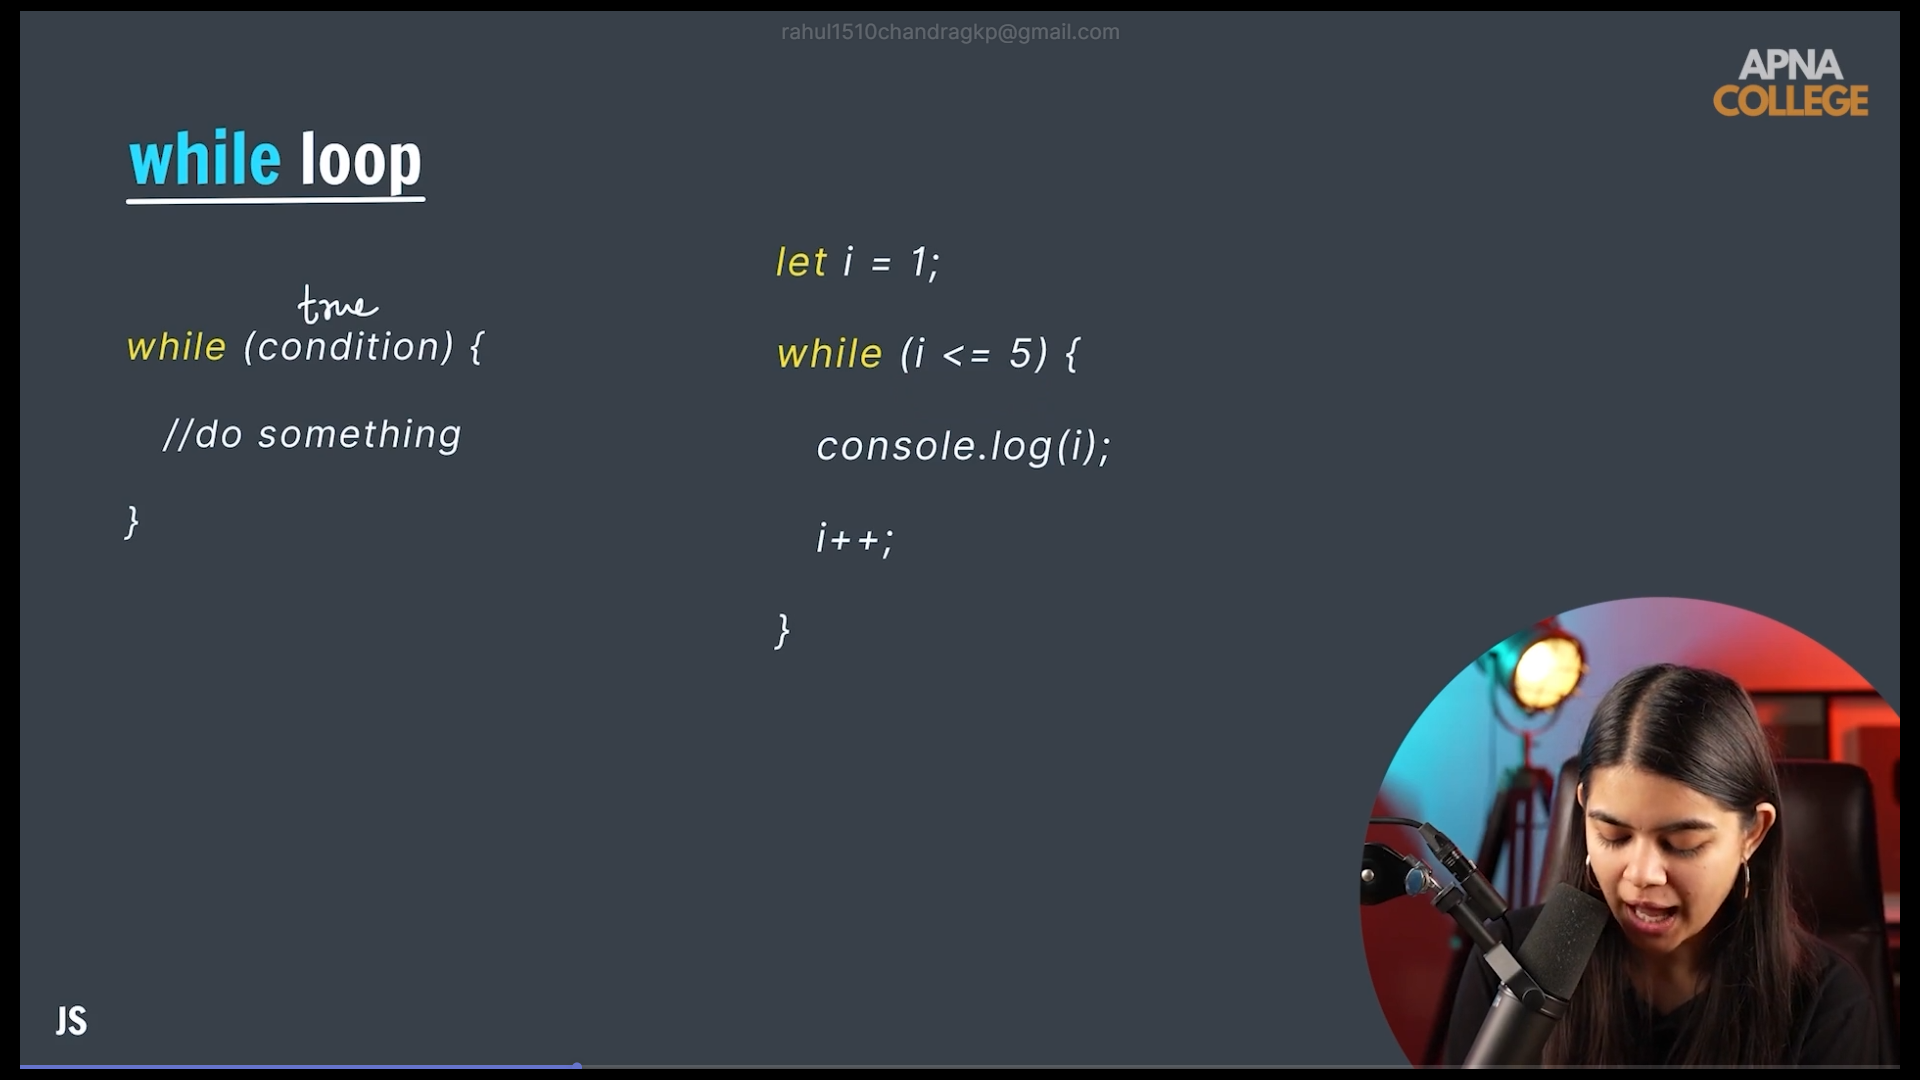 rahul1510chandragkp@gmail.com
APNA
COLLEGE
while loop
true
while (condition) {
//do something
}
let i = 1;
while (i <= 5) {
console.log(i);
i++;
}
JS